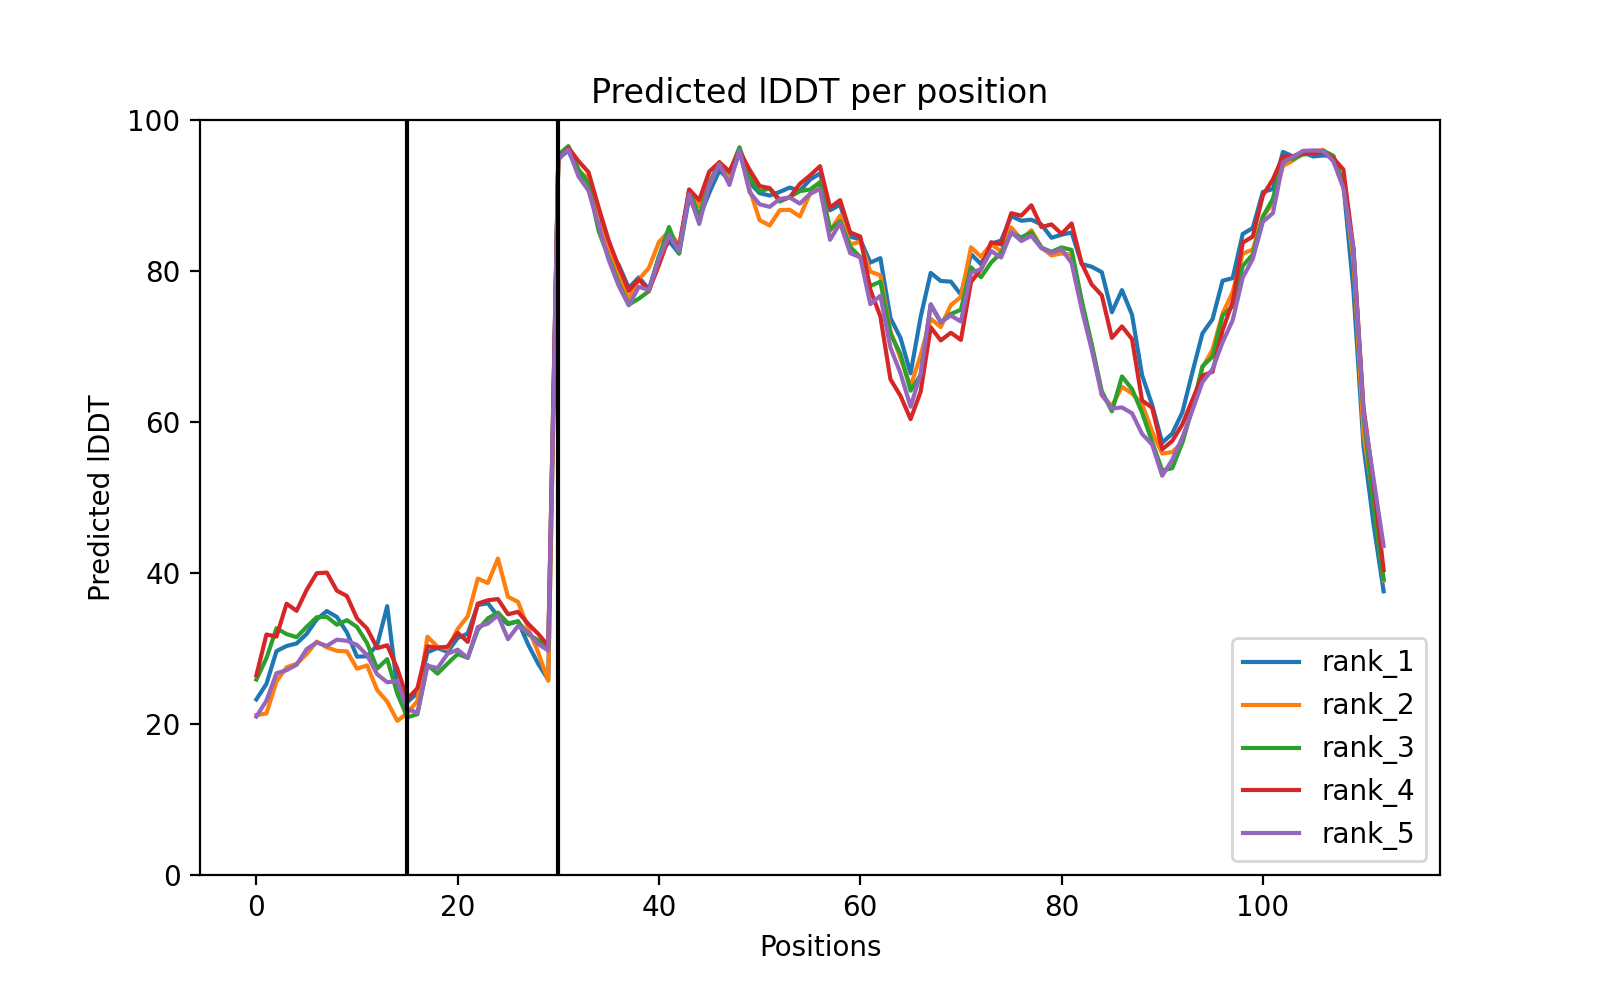 Predicted lDDT per position
100
80
60
40
20
0
Predicted lDDT
0 20 40 60 80 100
Positions
rank_1
rank_2
rank_3
rank_4
rank_5